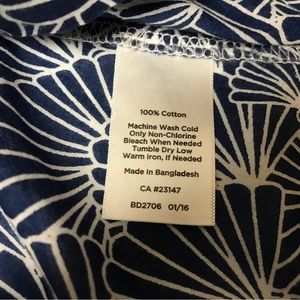 100% Cotton
Machine Wash Cold
Only Non-Chlorine
Bleach When Needed
Tumble Dry Low
Warm Iron, If Needed
Made in Bangladesh
CA #23147
BD2706 01/16